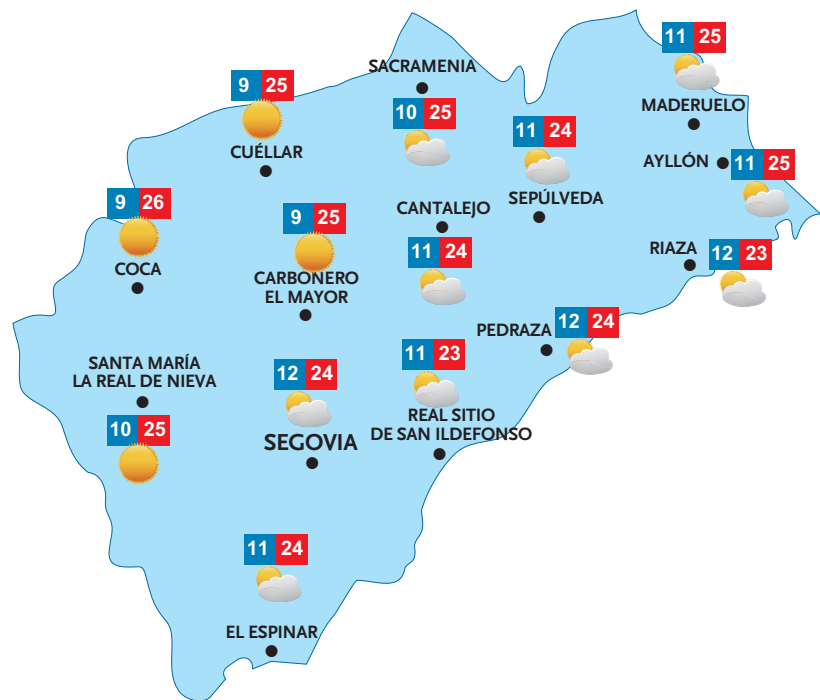 11 25
MADERUELO
SACRAMENIA
10 25
9 25
CUÉLLAR
11 24
SEPÚLVEDA
AYLLÓN
11 25
9 26
COCA
9 25
CARBONERO
EL MAYOR
CANTALEJO
11 24
RIAZA
12 23
PEDRAZA
12 24
SANTA MARÍA
LA REAL DE NIEVA
10 25
12 24
SEGOVIA
11 23
REAL SITIO
DE SAN ILDEFONSO
11 24
EL ESPINAR